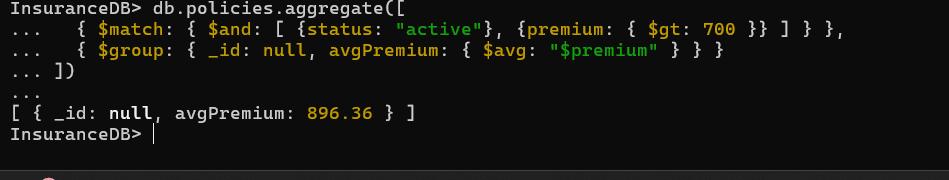 InsuranceDB> db.policies.aggregate([
...   { $match: { $and: [ {status: "active"}, {premium: { $gt: 700 }} ] } },
...   { $group: { _id: null, avgPremium: { $avg: "$premium" } } }
... ])
...
[ { _id: null, avgPremium: 896.36 } ]
InsuranceDB>